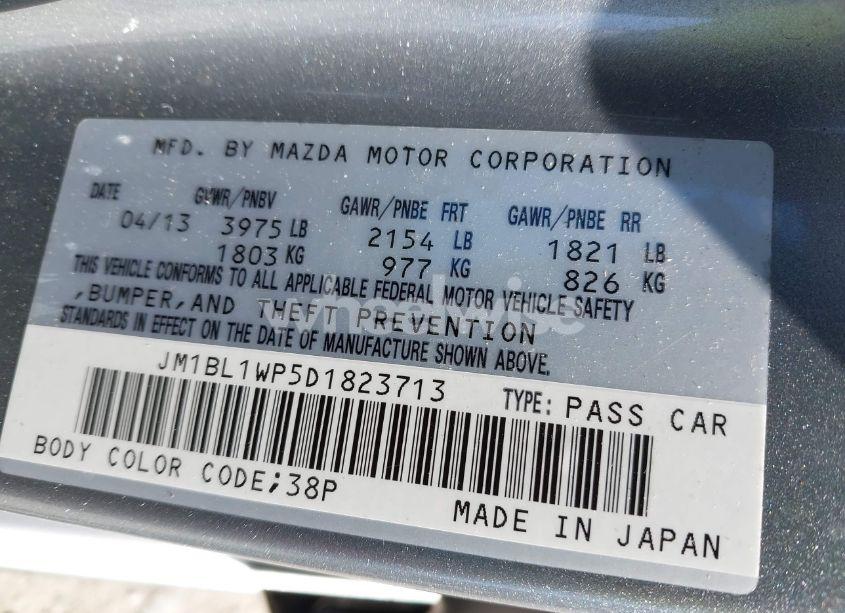 MFD. BY MAZDA MOTOR CORPORATION
DATE GVWR/PNBV GAWR/PNBE FRT GAWR/PNBE RR
04/13 3975 LB 2154 LB 1821 LB
1803 KG 977 KG 826 KG
THIS VEHICLE CONFORMS TO ALL APPLICABLE FEDERAL MOTOR VEHICLE SAFETY
,BUMPER,AND THEFT PREVENTION
STANDARDS IN EFFECT ON THE DATE OF MANUFACTURE SHOWN ABOVE.
JM1BL1WP5D1823713 TYPE: PASS CAR
BODY COLOR CODE;38P
MADE IN JAPAN